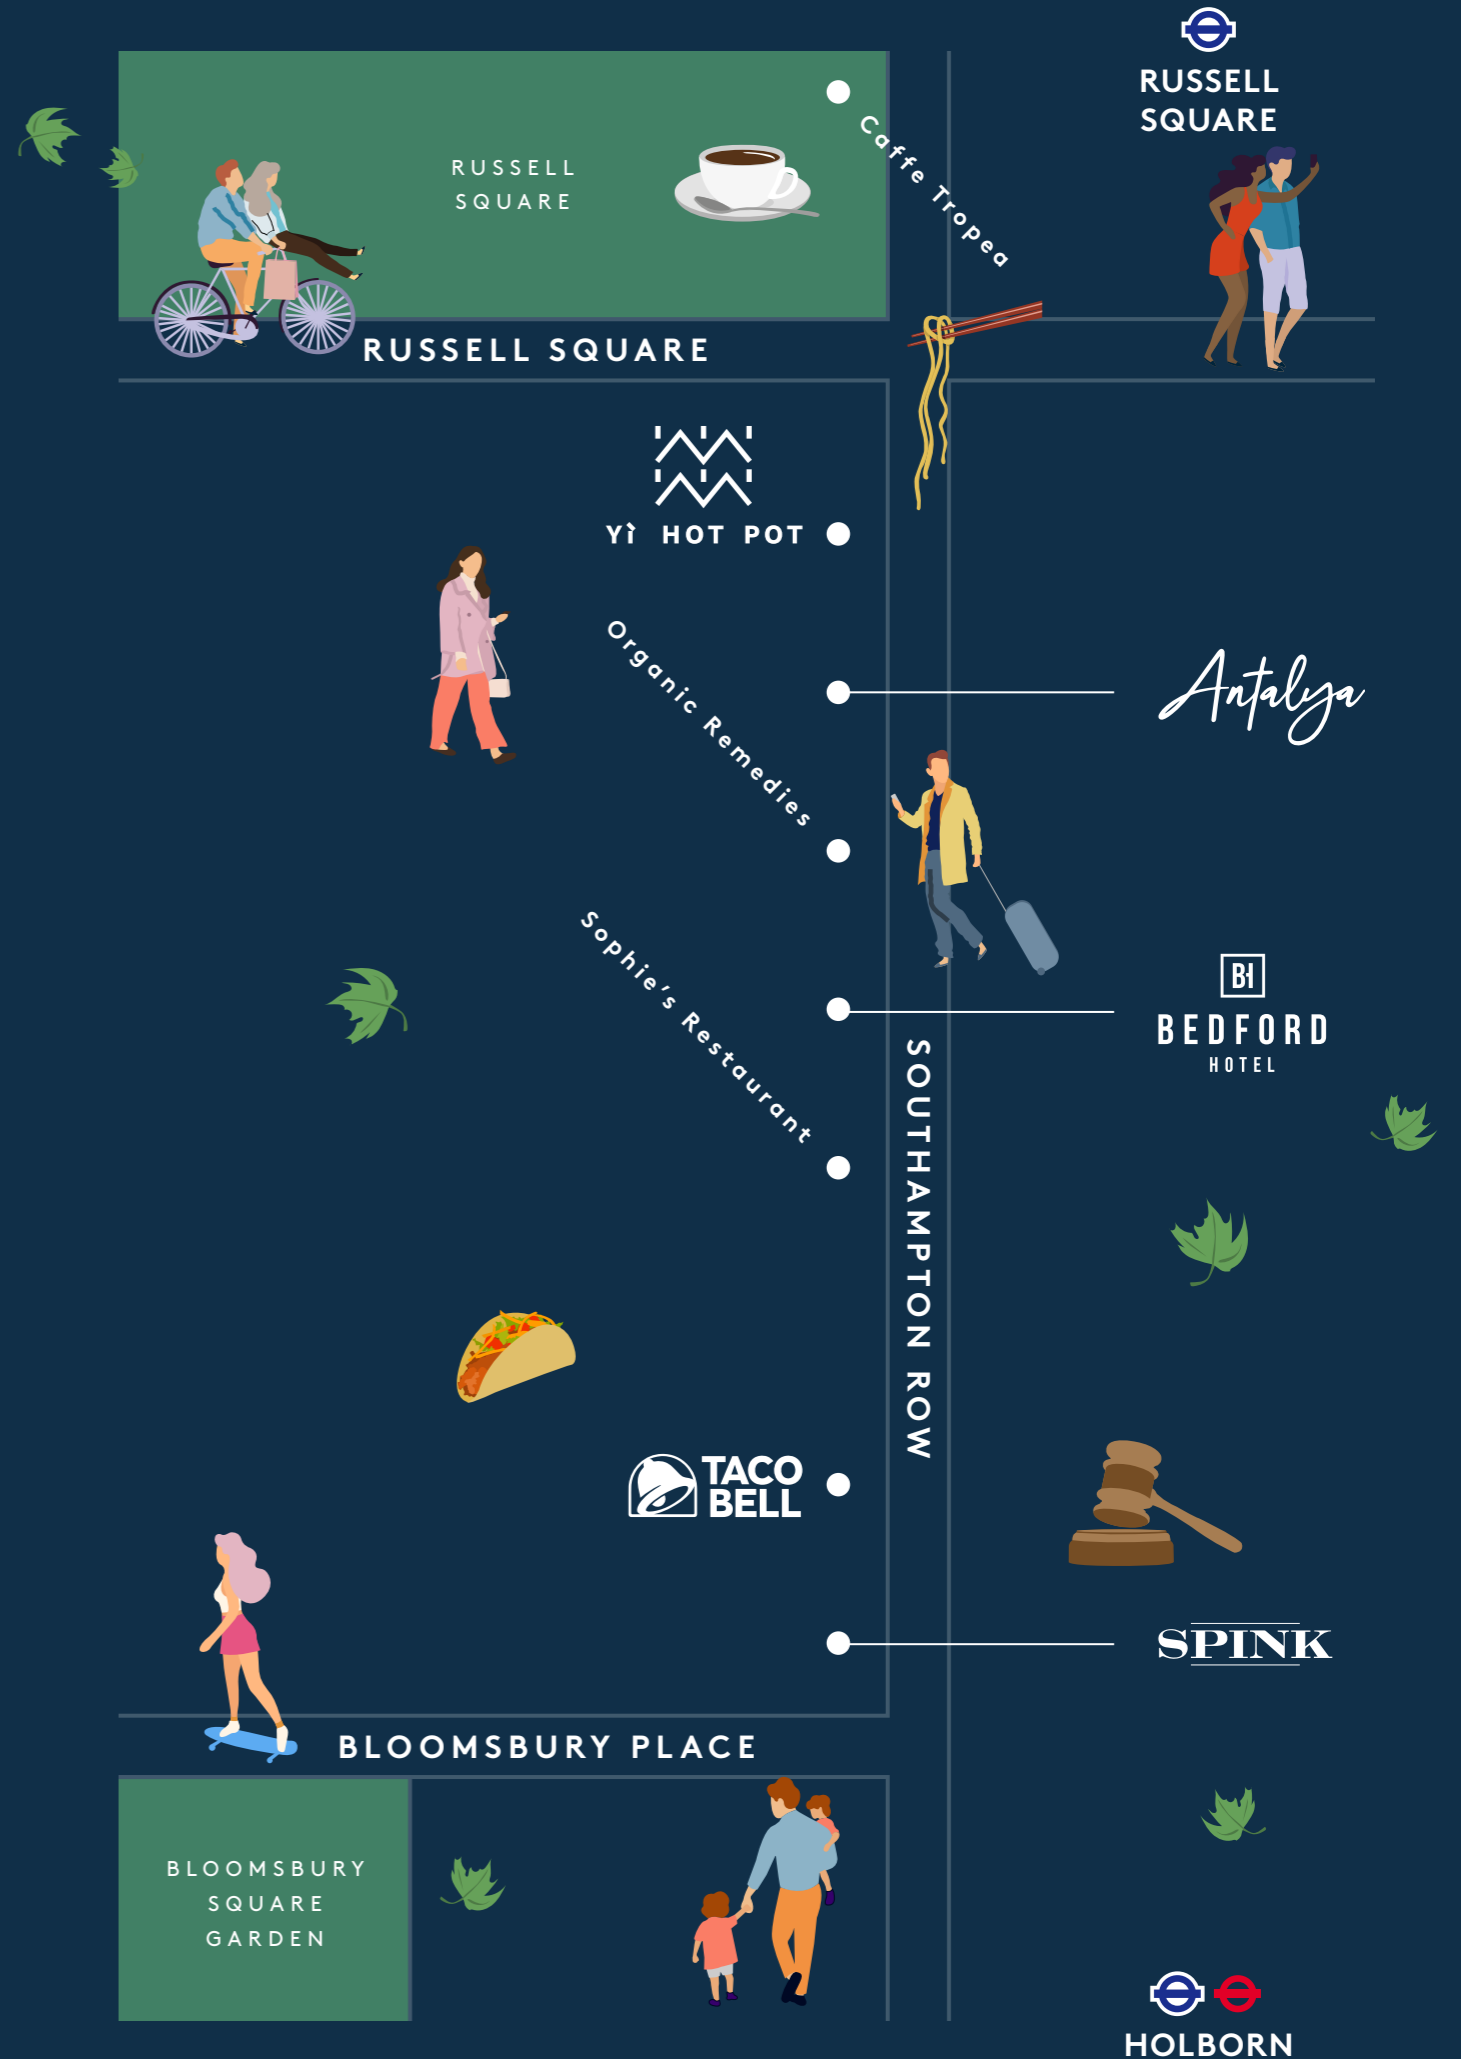 RUSSELL
SQUARE
RUSSELL
SQUARE
Caffe Tropea
RUSSELL SQUARE
Yì HOT POT
Organic Remedies
Antalya
Sophie's Restaurant
BH
BEDFORD
HOTEL
SOUTHAMPTON ROW
TACO
BELL
SPINK
BLOOMSBURY PLACE
BLOOMSBURY
SQUARE
GARDEN
HOLBORN